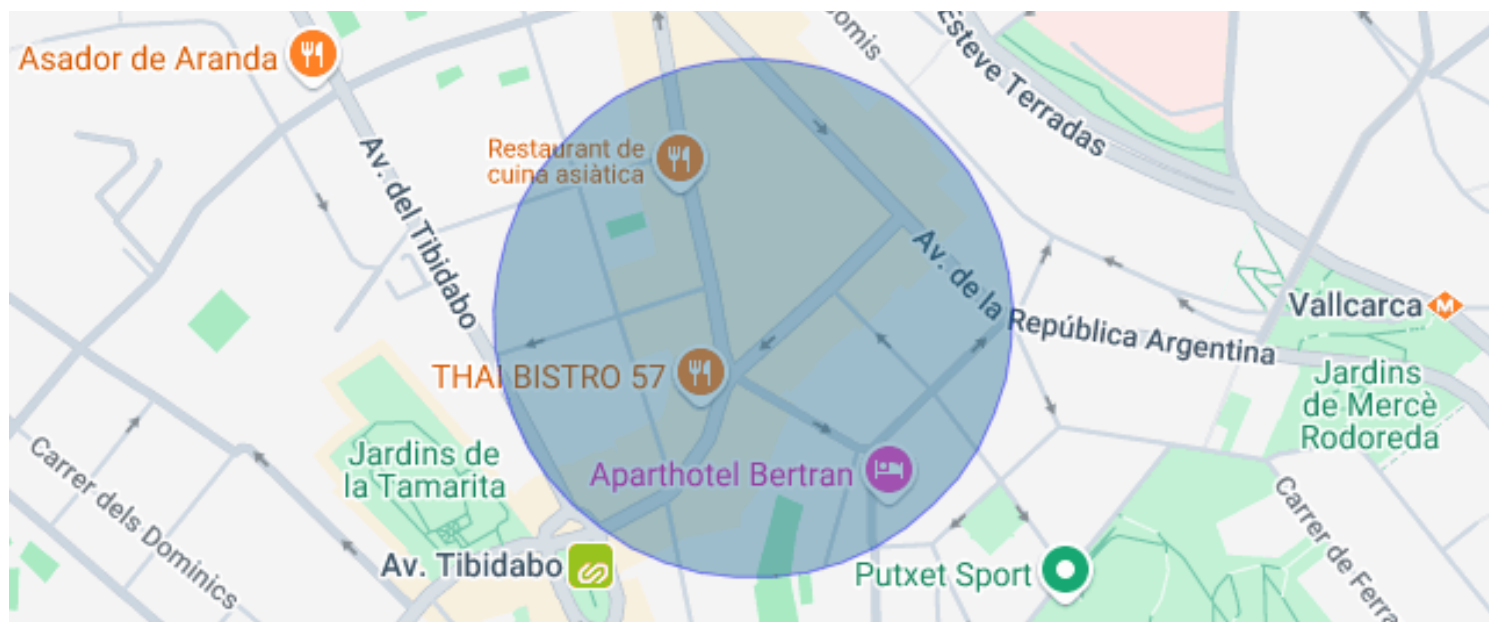 Asador de Aranda
omis
Esteve Terradas
Restaurant de
cuina asiàtica
Av. del Tibidabo
Av. de la República Argentina
Vallcarca
M
THAI BISTRO 57
Jardins
de Mercè
Rodoreda
Jardins de
la Tamarita
Aparthotel Bertran
Carrer dels Dominics
Carrer de Ferra
Av. Tibidabo
Putxet Sport